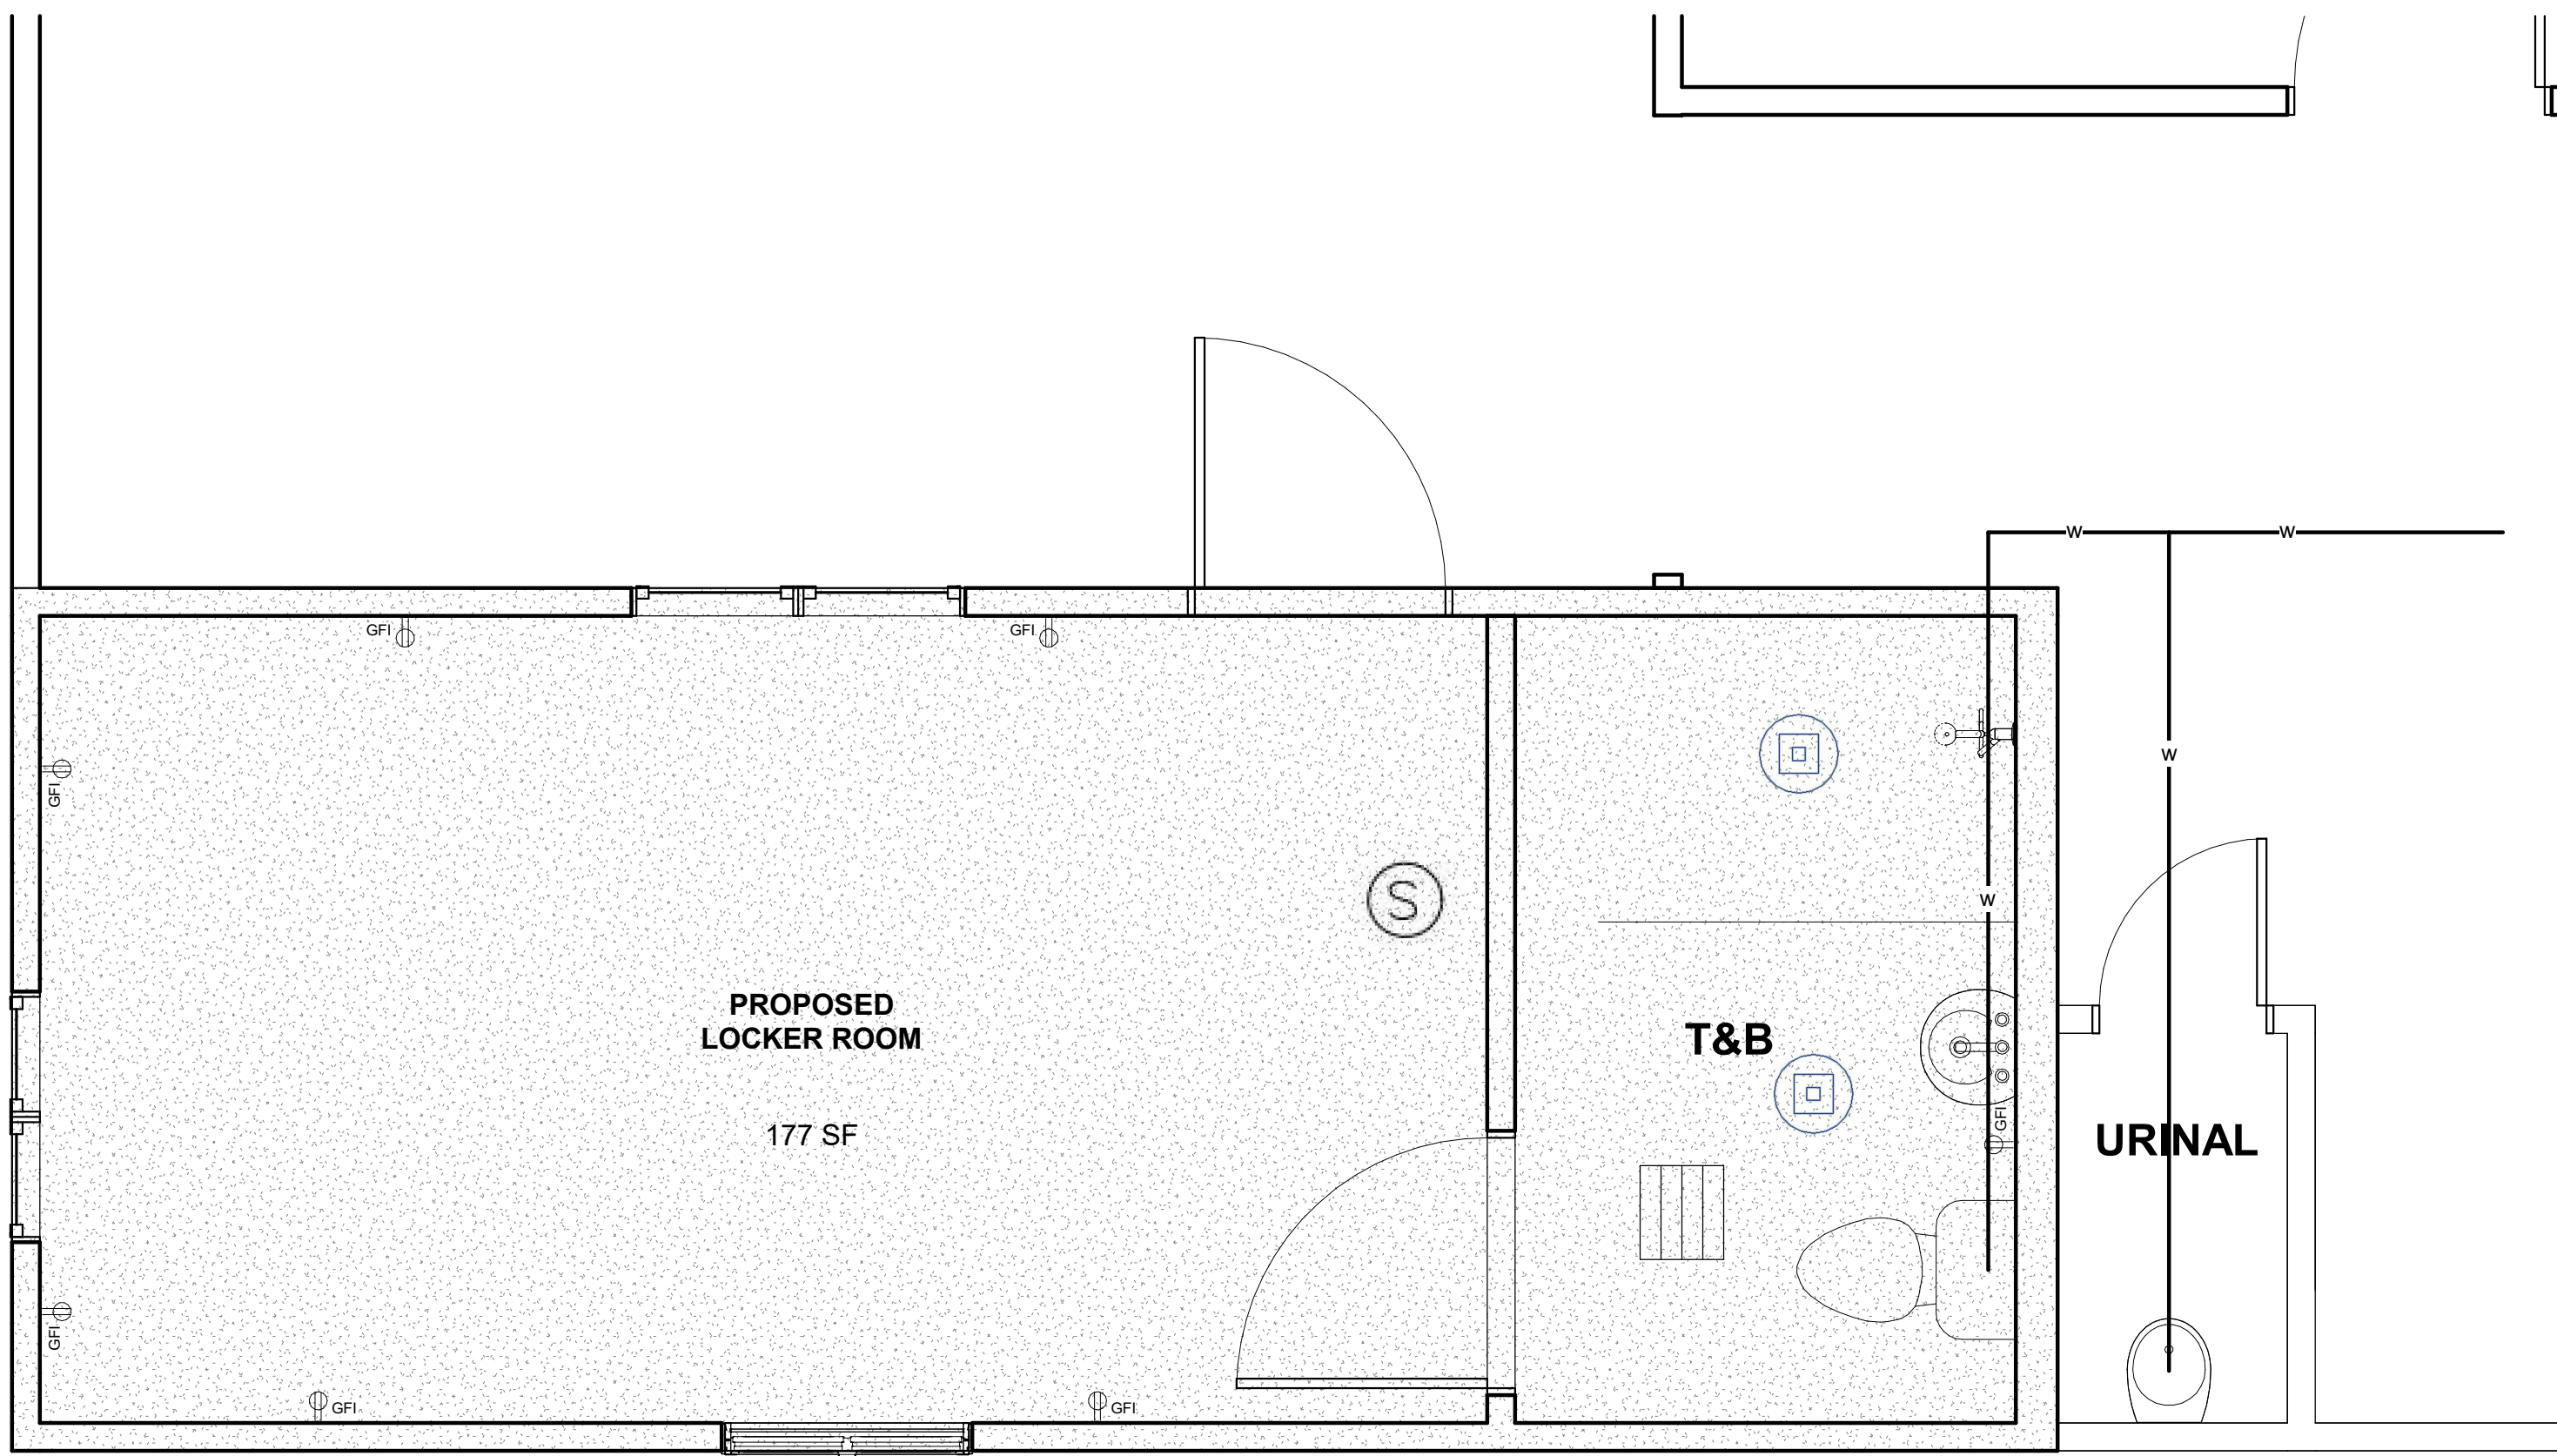 W
W
GFI
GFI
W
GFI
S
W
PROPOSED
LOCKER ROOM
T&B
GFI
177 SF
URINAL
GFI
GFI
GFI